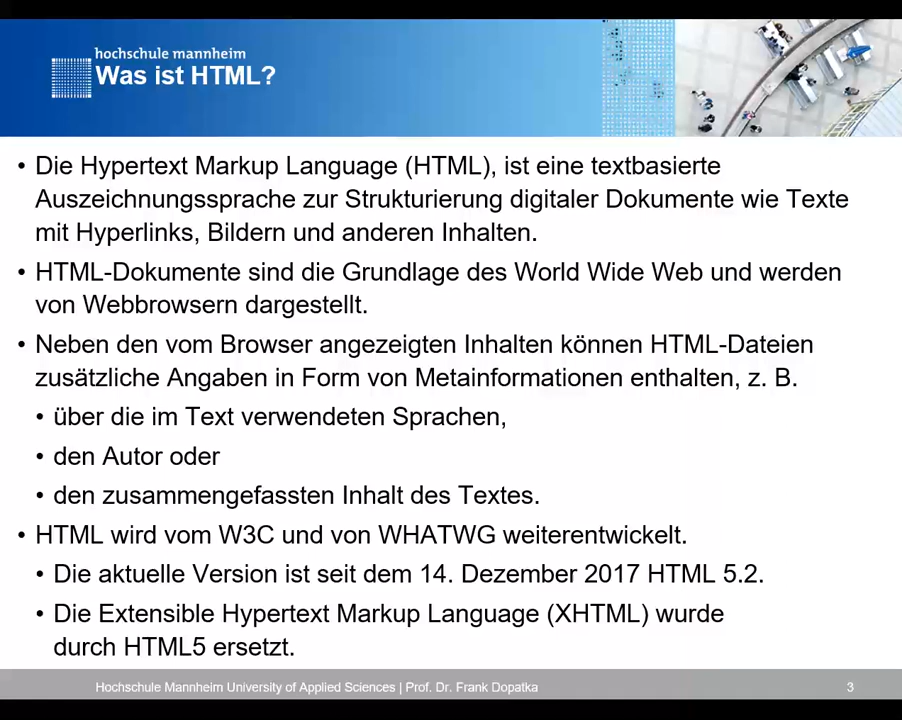 hochschule mannheim
Was ist HTML?
• Die Hypertext Markup Language (HTML), ist eine textbasierte
Auszeichnungssprache zur Strukturierung digitaler Dokumente wie Texte
mit Hyperlinks, Bildern und anderen Inhalten.
• HTML-Dokumente sind die Grundlage des World Wide Web und werden
von Webbrowsern dargestellt.
• Neben den vom Browser angezeigten Inhalten können HTML-Dateien
zusätzliche Angaben in Form von Metainformationen enthalten, z. B.
• über die im Text verwendeten Sprachen,
• den Autor oder
• den zusammengefassten Inhalt des Textes.
• HTML wird vom W3C und von WHATWG weiterentwickelt.
• Die aktuelle Version ist seit dem 14. Dezember 2017 HTML 5.2.
• Die Extensible Hypertext Markup Language (XHTML) wurde
durch HTML5 ersetzt.
Hochschule Mannheim University of Applied Sciences | Prof. Dr. Frank Dopatka
3